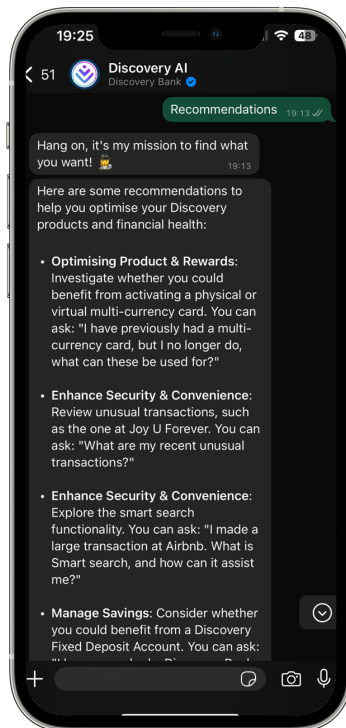 19:25
48
51
Discovery AI
Discovery Bank
Recommendations 19:13
Hang on, it's my mission to find what
you want!
19:13
Here are some recommendations to
help you optimise your Discovery
products and financial health:
• Optimising Product & Rewards:
Investigate whether you could
benefit from activating a physical or
virtual multi-currency card. You can
ask: "I have previously had a multi-
currency card, but I no longer do,
what can these be used for?"
• Enhance Security & Convenience:
Review unusual transactions, such
as the one at Joy U Forever. You can
ask: "What are my recent unusual
transactions?"
• Enhance Security & Convenience:
Explore the smart search
functionality. You can ask: "I made a
large transaction at Airbnb. What is
Smart search, and how can it assist
me?"
• Manage Savings: Consider whether
you could benefit from a Discovery
Fixed Deposit Account. You can ask: